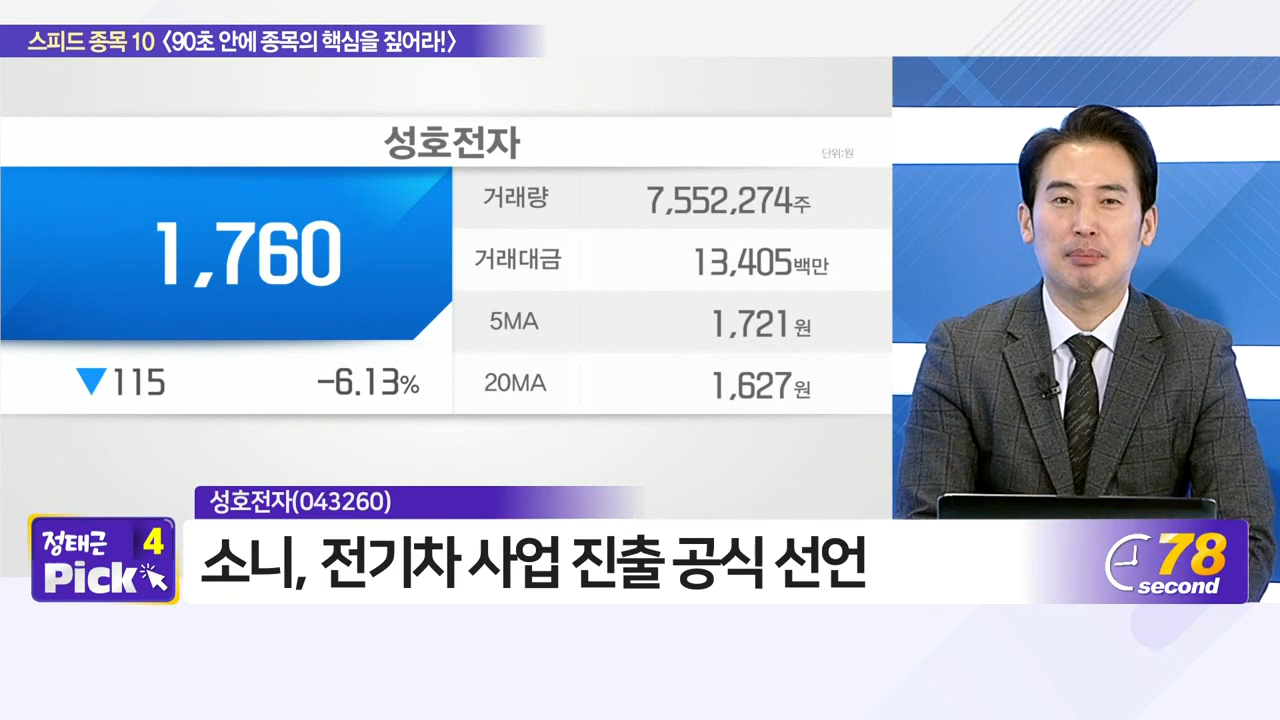 스피드 종목 10 〈90초 안에 종목의 핵심을 짚어라!〉
성호전자
단위:원
1,760
▼115 -6.13%
거래량 7,552,274주
거래대금 13,405백만
5MA 1,721원
20MA 1,627원
성호전자(043260)
정태근 4
Pick
소니, 전기차 사업 진출 공식 선언
78
second